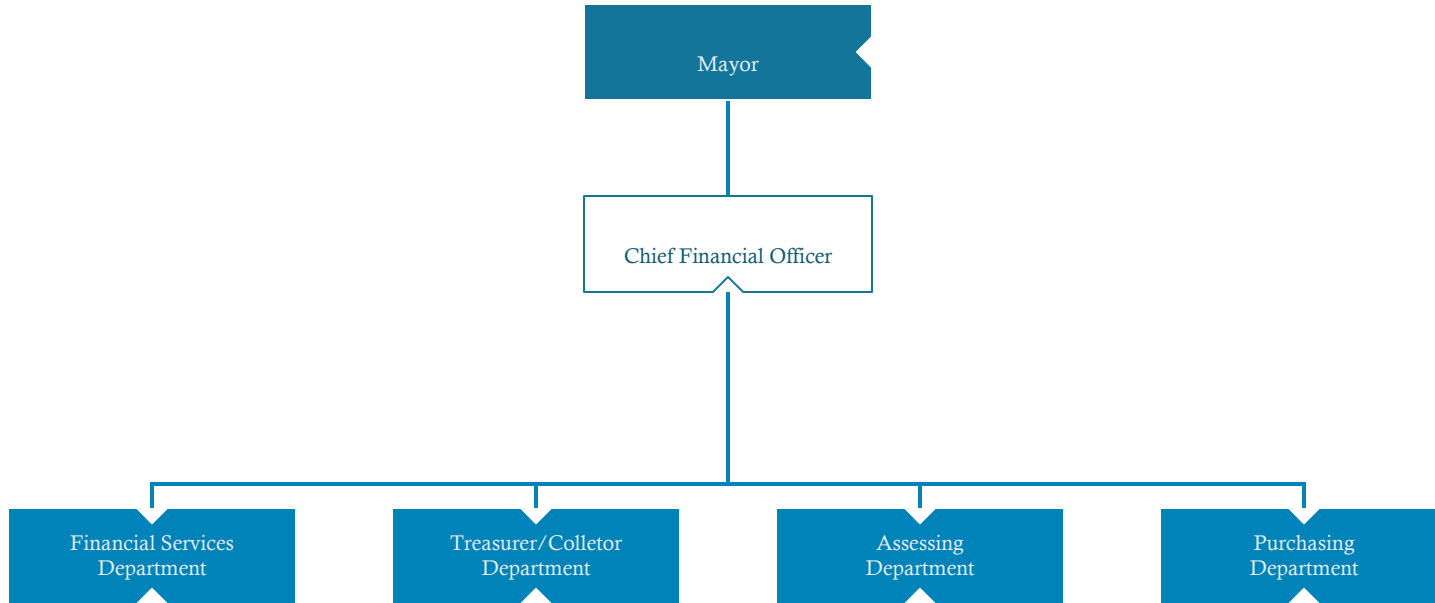 Mayor
Chief Financial Officer
Financial Services
Department
Treasurer/Colletor
Department
Assessing
Department
Purchasing
Department